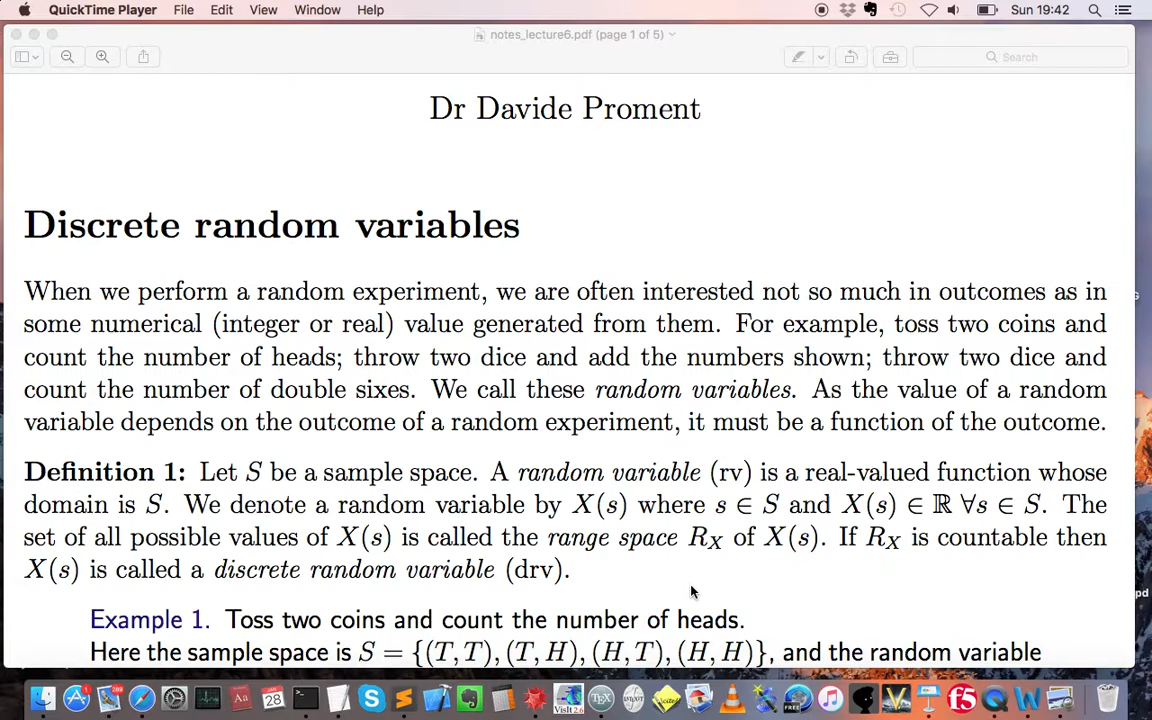 QuickTime Player File Edit View Window Help Sun 19:42
notes_lecture6.pdf (page 1 of 5)
Search
Dr Davide Proment
Discrete random variables
When we perform a random experiment, we are often interested not so much in outcomes as in
some numerical (integer or real) value generated from them. For example, toss two coins and
count the number of heads; throw two dice and add the numbers shown; throw two dice and
count the number of double sixes. We call these random variables. As the value of a random
variable depends on the outcome of a random experiment, it must be a function of the outcome.
Definition 1: Let S be a sample space. A random variable (rv) is a real-valued function whose
domain is S. We denote a random variable by X(s) where s ∈ S and X(s) ∈ ℝ ∀s ∈ S. The
set of all possible values of X(s) is called the range space R_X of X(s). If R_X is countable then
X(s) is called a discrete random variable (drv).
pd
Example 1. Toss two coins and count the number of heads.
Here the sample space is S = {(T, T), (T, H), (H, T), (H, H)}, and the random variable